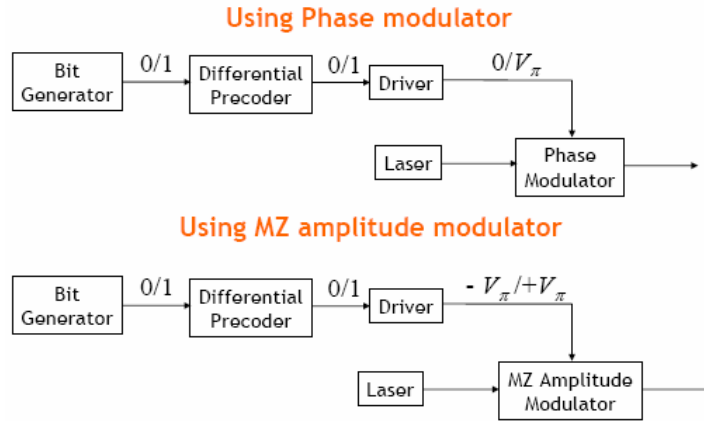 Using Phase modulator
0/1
0/1
0/Vπ
Bit
Generator
Differential
Precoder
Driver
Laser
Phase
Modulator
Using MZ amplitude modulator
0/1
0/1
- Vπ/+Vπ
Bit
Generator
Differential
Precoder
Driver
Laser
MZ Amplitude
Modulator